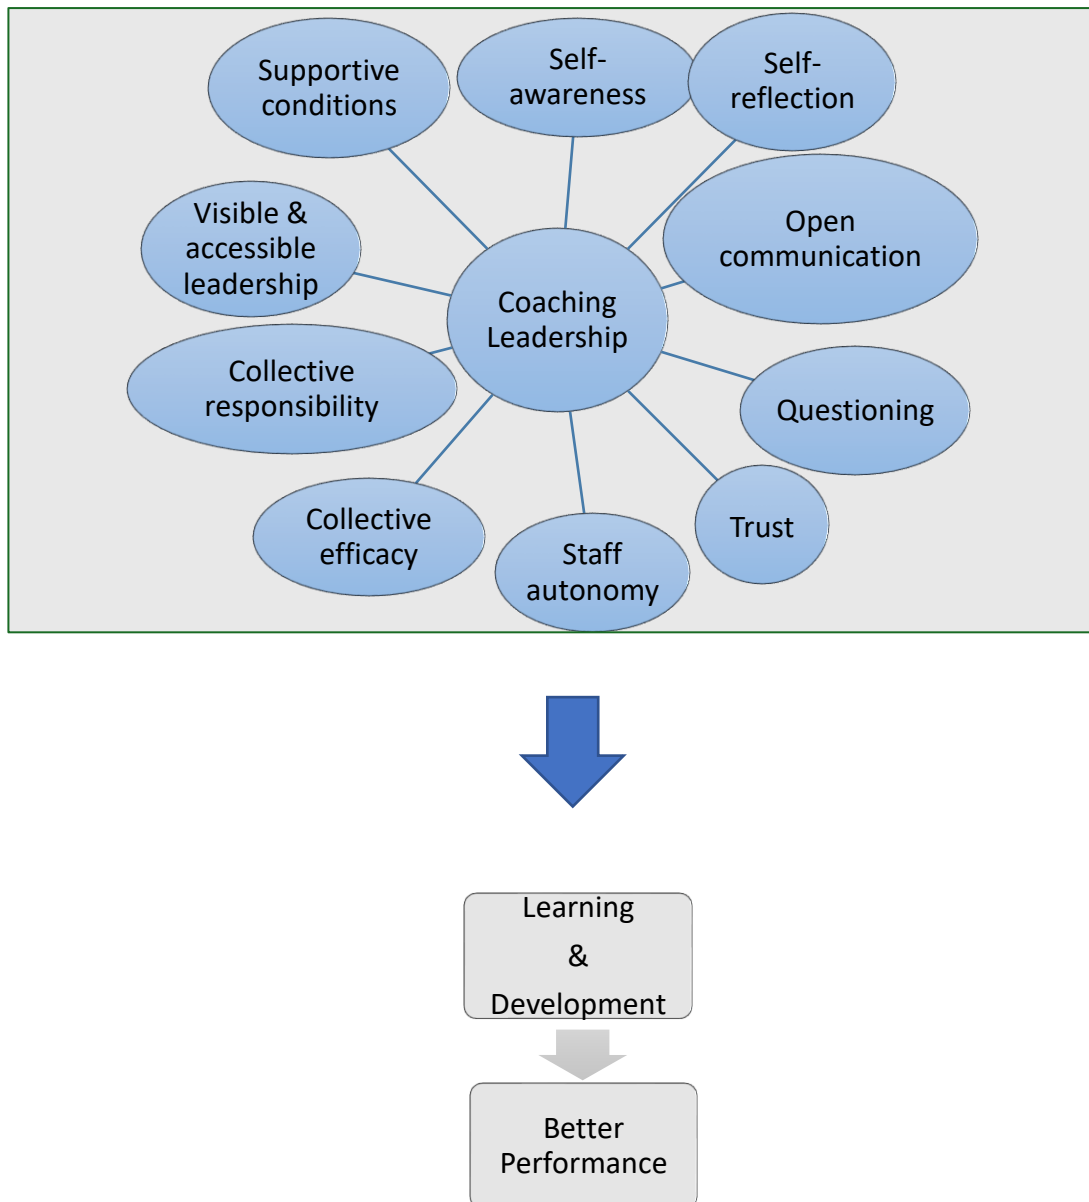 Supportive
conditions
Self-
awareness
Self-
reflection
Visible &
accessible
leadership
Open
communication
Coaching
Leadership
Collective
responsibility
Questioning
Collective
efficacy
Staff
autonomy
Trust
Learning
&
Development
Better
Performance